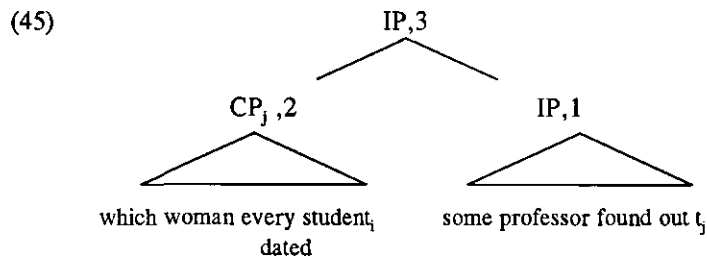 (45) IP,3
CPj ,2 IP,1
which woman every studenti some professor found out tj
dated